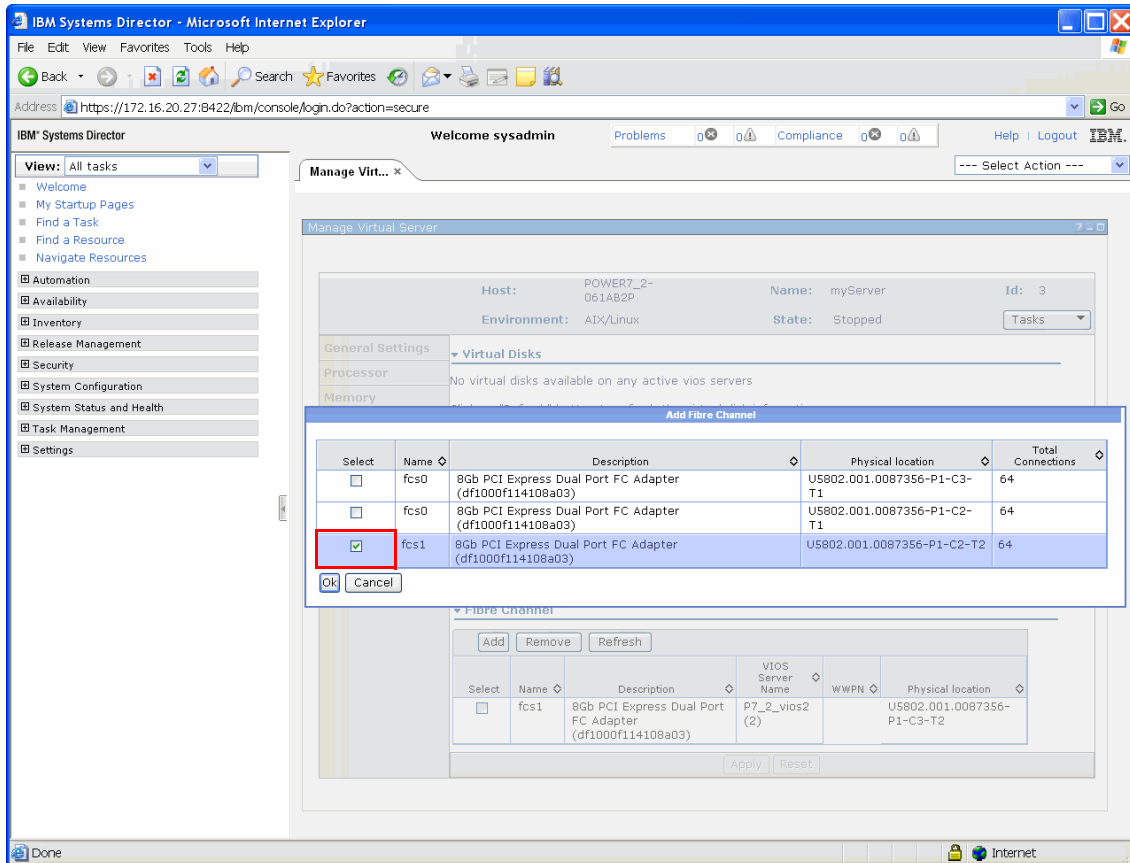 IBM Systems Director - Microsoft Internet Explorer
File Edit View Favorites Tools Help
Back Search Favorites
Address https://172.16.20.27:8422/ibm/console/login.do?action=secure Go
IBM® Systems Director Welcome sysadmin Problems 0 0 Compliance 0 0 Help Logout IBM.
View: All tasks
Manage Virt... × --- Select Action ---
Welcome
My Startup Pages
Find a Task
Find a Resource
Navigate Resources
Automation
Availability
Inventory
Release Management
Security
System Configuration
System Status and Health
Task Management
Settings
Manage Virtual Server
Host: POWER7_2-061AB2P Name: myServer Id: 3
Environment: AIX/Linux State: Stopped Tasks
General Settings
Processor
Memory
Virtual Disks
No virtual disks available on any active vios servers
Add Fibre Channel
Select Name Description Physical location Total Connections
fcs0 8Gb PCI Express Dual Port FC Adapter (df1000f114108a03) U5802.001.0087356-P1-C3-T1 64
fcs0 8Gb PCI Express Dual Port FC Adapter (df1000f114108a03) U5802.001.0087356-P1-C2-T1 64
fcs1 8Gb PCI Express Dual Port FC Adapter (df1000f114108a03) U5802.001.0087356-P1-C2-T2 64
Ok Cancel
Fibre Channel
Add Remove Refresh
Select Name Description VIOS Server Name WWPN Physical location
fcs1 8Gb PCI Express Dual Port FC Adapter (df1000f114108a03) P7_2_vios2 (2) U5802.001.0087356-P1-C3-T2
Apply Reset
Done Internet